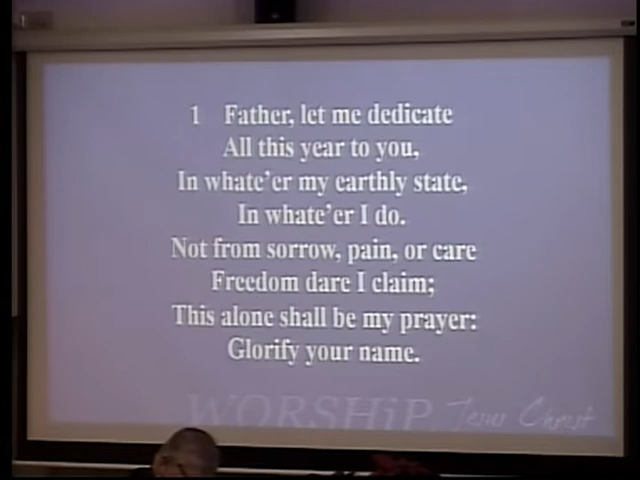 1 Father, let me dedicate
All this year to you,
In whate'er my earthly state,
In whate'er I do.
Not from sorrow, pain, or care
Freedom dare I claim;
This alone shall be my prayer:
Glorify your name.
WORSHiP Jesus Christ